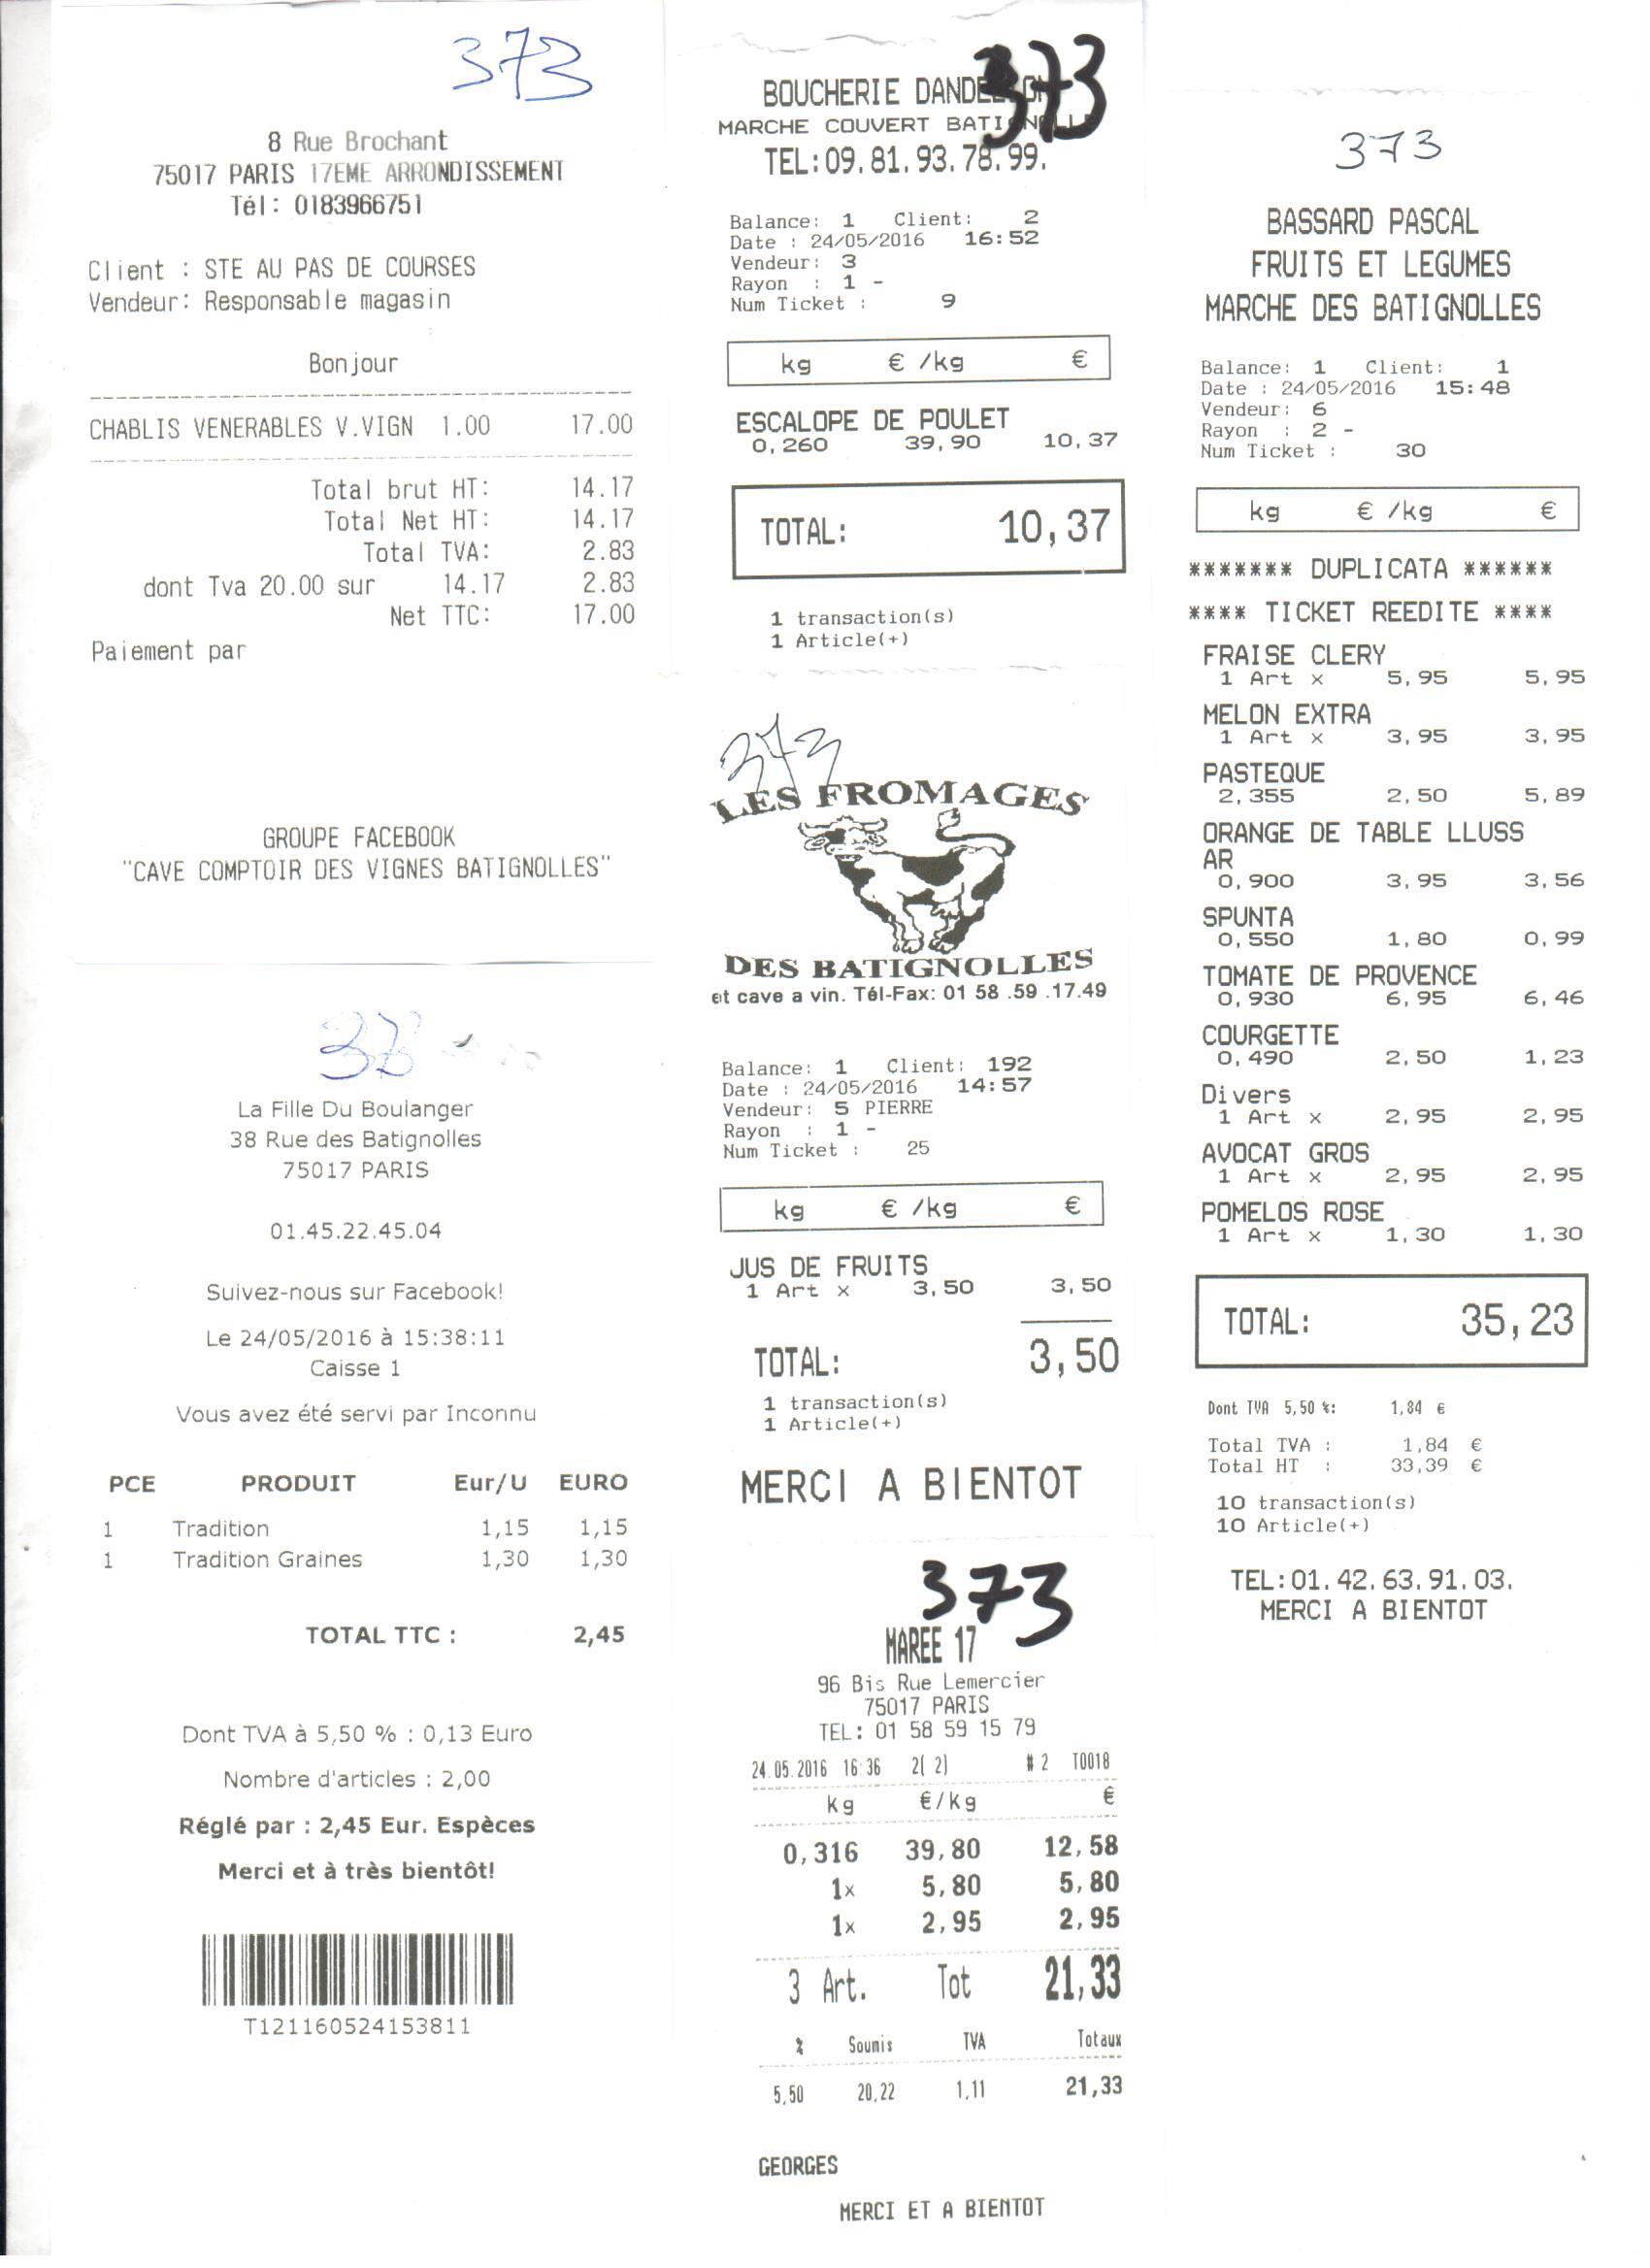 373
8 Rue Brochant
75017 PARIS 17EME ARRONDISSEMENT
Tél: 0183966751
Client : STE AU PAS DE COURSES
Vendeur: Responsable magasin
Bonjour
CHABLIS VENERABLES V.VIGN 1.00 17.00
Total brut HT: 14.17
Total Net HT: 14.17
Total TVA: 2.83
dont Tva 20.00 sur 14.17 2.83
Net TTC: 17.00
Paiement par
GROUPE FACEBOOK
"CAVE COMPTOIR DES VIGNES BATIGNOLLES"
La Fille Du Boulanger
38 Rue des Batignolles
75017 PARIS
01.45.22.45.04
Suivez-nous sur Facebook!
Le 24/05/2016 à 15:38:11
Caisse 1
Vous avez été servi par Inconnu
PCE PRODUIT Eur/U EURO
1 Tradition 1,15 1,15
1 Tradition Graines 1,30 1,30
TOTAL TTC : 2,45
Dont TVA à 5,50 % : 0,13 Euro
Nombre d'articles : 2,00
Réglé par : 2,45 Eur. Espèces
Merci et à très bientôt!
T121160524153811
373
BOUCHERIE
MARCHE COUVERT
TEL:09.81.93.78.99.
Balance: 1 Client: 2
Date : 24/05/2016 16:52
Vendeur: 3
Rayon : 1 -
Num Ticket : 9
kg € /kg €
ESCALOPE DE POULET
0,260 39,90 10,37
TOTAL: 10,37
1 transaction(s)
1 Article(+)
373
LES FROMAGES
DES BATIGNOLLES
et cave a vin. Tél-Fax: 01 58 .59 .17.49
Balance: 1 Client: 192
Date : 24/05/2016 14:57
Vendeur: 5 PIERRE
Rayon : 1 -
Num Ticket : 25
kg € /kg €
JUS DE FRUITS
1 Art x 3,50 3,50
TOTAL: 3,50
1 transaction(s)
1 Article(+)
MERCI A BIENTOT
373
MAREE 17
96 Bis Rue Lemercier
75017 PARIS
TEL: 01 58 59 15 79
24.05.2016 16:36 2( 2) #2 T0018
kg €/kg €
0,316 39,80 12,58
1x 5,80 5,80
1x 2,95 2,95
3 Art. Tot 21,33
% Soumis TVA Totaux
5,50 20,22 1,11 21,33
GEORGES
MERCI ET A BIENTOT
373
BASSARD PASCAL
FRUITS ET LEGUMES
MARCHE DES BATIGNOLLES
Balance: 1 Client: 1
Date : 24/05/2016 15:48
Vendeur: 6
Rayon : 2 -
Num Ticket : 30
kg € /kg €
******* DUPLICATA ******
**** TICKET REEDITE ****
FRAISE CLERY
1 Art x 5,95 5,95
MELON EXTRA
1 Art x 3,95 3,95
PASTEQUE
2,355 2,50 5,89
ORANGE DE TABLE LLUSS
AR
0,900 3,95 3,56
SPUNTA
0,550 1,80 0,99
TOMATE DE PROVENCE
0,930 6,95 6,46
COURGETTE
0,490 2,50 1,23
Divers
1 Art x 2,95 2,95
AVOCAT GROS
1 Art x 2,95 2,95
POMELOS ROSE
1 Art x 1,30 1,30
TOTAL: 35,23
Dont TVA 5,50 %: 1,84 €
Total TVA : 1,84 €
Total HT : 33,39 €
10 transaction(s)
10 Article(+)
TEL:01.42.63.91.03.
MERCI A BIENTOT